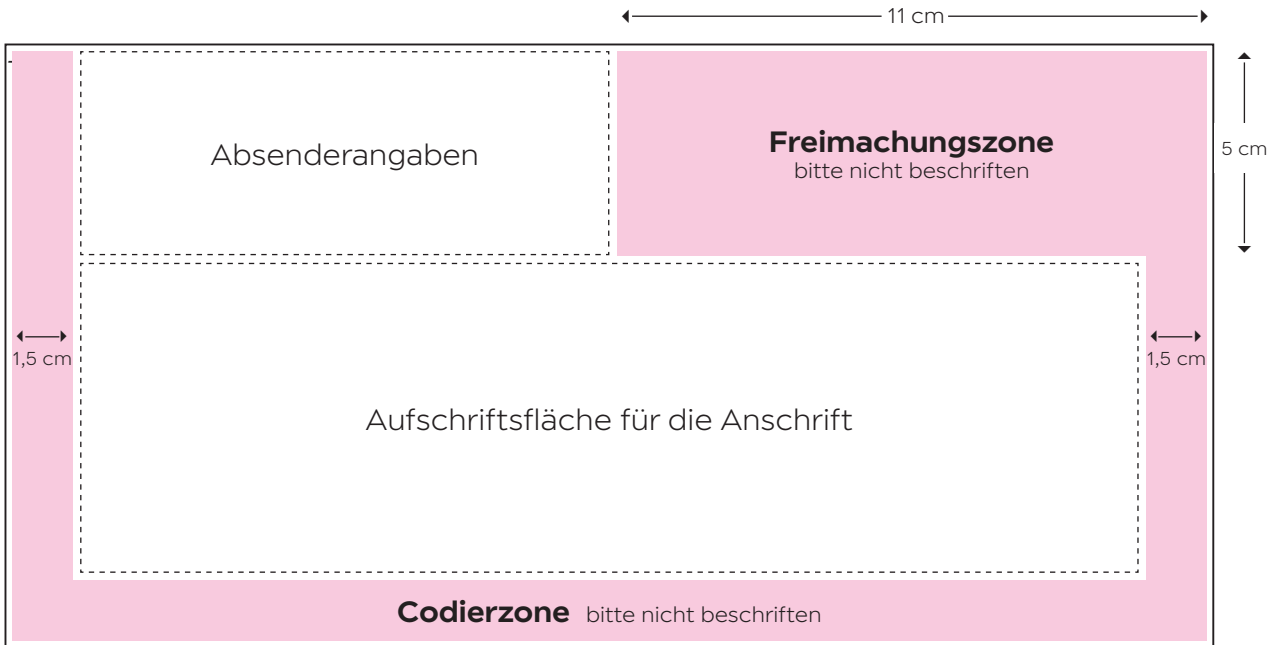 11 cm
Absenderangaben
Freimachungszone
bitte nicht beschriften
5 cm
1,5 cm
1,5 cm
Aufschriftsfläche für die Anschrift
Codierzone bitte nicht beschriften